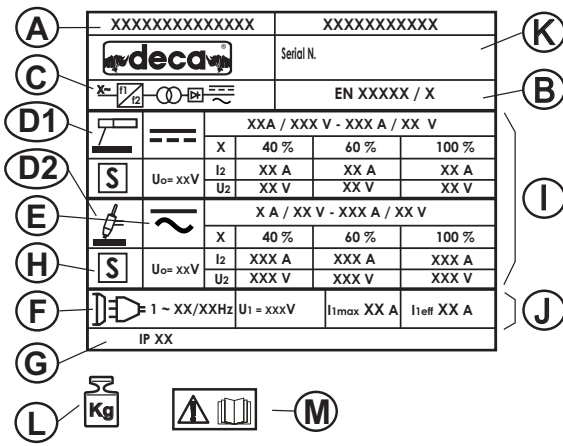 A XXXXXXXXXXXXXXX XXXXXXXXXXX K
deca Serial N.
C X~ f1 f2 EN XXXXX / X B
D1 XXA / XXX V - XXX A / XX V
X 40 % 60 % 100 %
S Uo= xxV I2 XX A XX A XX A
U2 XX V XX V XX V
D2 E X A / XX V - XXX A / XX V I
X 40 % 60 % 100 %
H S Uo= xxV I2 XXX A XXX A XXX A
U2 XXX V XXX V XXX V
F 1 ~ XX/XXHz U1 = xxxV I1max XX A I1eff XX A J
G IP XX
L Kg M